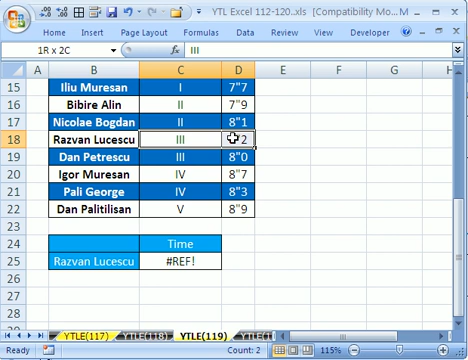 YTL Excel 112-120..xls [Compatibility Mo...
Home Insert Page Layout Formulas Data Review View Developer
1R x 2C fx III
A B C D E F G H
15 Iliu Muresan I 7"7
16 Bibire Alin II 7"9
17 Nicolae Bogdan II 8"1
18 Razvan Lucescu III 2
19 Dan Petrescu III 8"0
20 Igor Muresan IV 8"7
21 Pali George IV 8"3
22 Dan Palitilisan V 8"9
23
24 Time
25 Razvan Lucescu #REF!
26
27
28
29
YTLE(117) YTLE(118) YTLE(119) YTLE(1
Ready Count: 2 115%